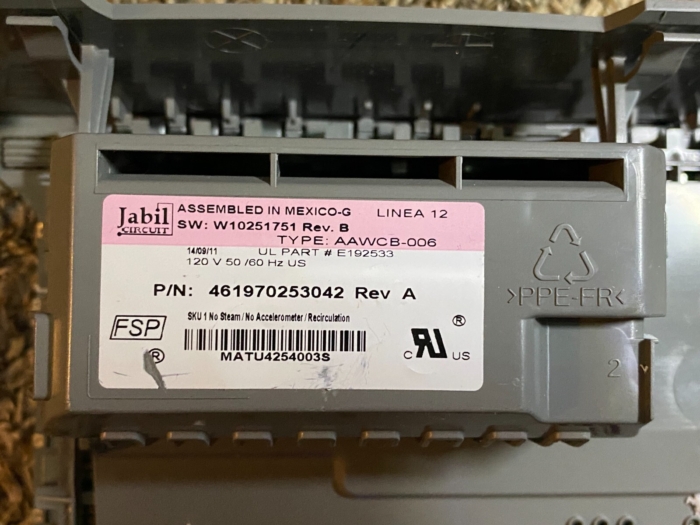 Jabil
CIRCUIT
ASSEMBLED IN MEXICO-G LINEA 12
SW: W10251751 Rev. B
TYPE: AAWCB-006
14/09/11 UL PART # E192533
120 V 50 /60 Hz US
P/N: 461970253042 Rev A
SKU 1 No Steam / No Accelerometer / Recirculation
FSP
®
MATU4254003S
c RU US
®
>PPE-FR<
2